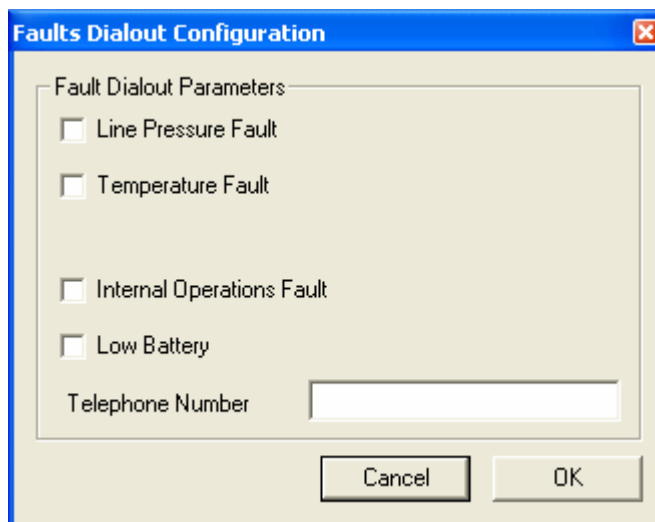 Faults Dialout Configuration
Fault Dialout Parameters
Line Pressure Fault
Temperature Fault
Internal Operations Fault
Low Battery
Telephone Number
Cancel OK